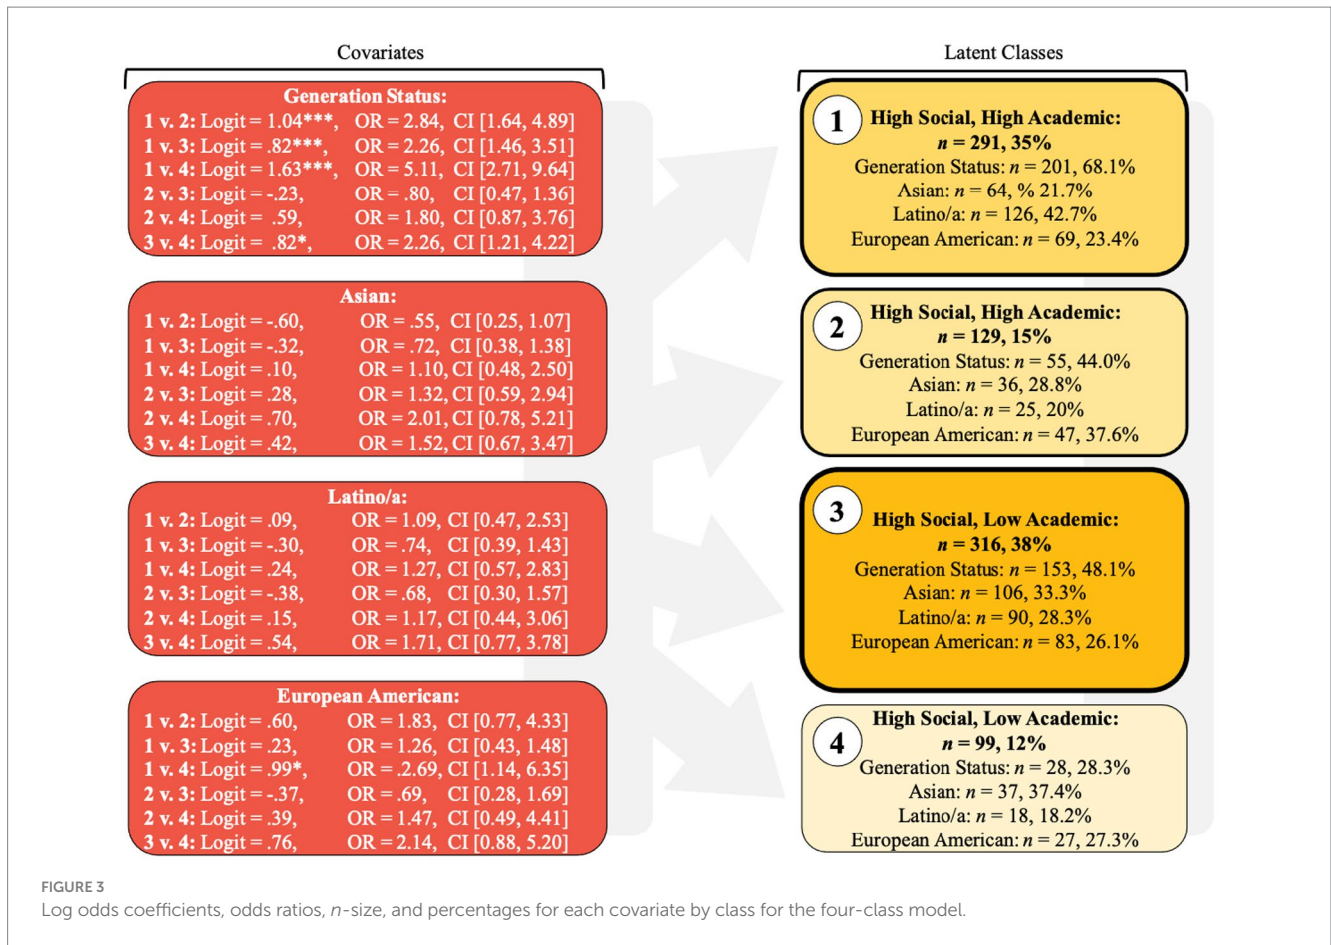 Covariates
Generation Status:
1 v. 2: Logit = 1.04***, OR = 2.84, CI [1.64, 4.89]
1 v. 3: Logit = .82***, OR = 2.26, CI [1.46, 3.51]
1 v. 4: Logit = 1.63***, OR = 5.11, CI [2.71, 9.64]
2 v. 3: Logit = -.23, OR = .80, CI [0.47, 1.36]
2 v. 4: Logit = .59, OR = 1.80, CI [0.87, 3.76]
3 v. 4: Logit = .82*, OR = 2.26, CI [1.21, 4.22]
Asian:
1 v. 2: Logit = -.60, OR = .55, CI [0.25, 1.07]
1 v. 3: Logit = -.32, OR = .72, CI [0.38, 1.38]
1 v. 4: Logit = .10, OR = 1.10, CI [0.48, 2.50]
2 v. 3: Logit = .28, OR = 1.32, CI [0.59, 2.94]
2 v. 4: Logit = .70, OR = 2.01, CI [0.78, 5.21]
3 v. 4: Logit = .42, OR = 1.52, CI [0.67, 3.47]
Latino/a:
1 v. 2: Logit = .09, OR = 1.09, CI [0.47, 2.53]
1 v. 3: Logit = -.30, OR = .74, CI [0.39, 1.43]
1 v. 4: Logit = .24, OR = 1.27, CI [0.57, 2.83]
2 v. 3: Logit = -.38, OR = .68, CI [0.30, 1.57]
2 v. 4: Logit = .15, OR = 1.17, CI [0.44, 3.06]
3 v. 4: Logit = .54, OR = 1.71, CI [0.77, 3.78]
European American:
1 v. 2: Logit = .60, OR = 1.83, CI [0.77, 4.33]
1 v. 3: Logit = .23, OR = 1.26, CI [0.43, 1.48]
1 v. 4: Logit = .99*, OR = .2.69, CI [1.14, 6.35]
2 v. 3: Logit = -.37, OR = .69, CI [0.28, 1.69]
2 v. 4: Logit = .39, OR = 1.47, CI [0.49, 4.41]
3 v. 4: Logit = .76, OR = 2.14, CI [0.88, 5.20]
Latent Classes
1
High Social, High Academic:
n = 291, 35%
Generation Status: n = 201, 68.1%
Asian: n = 64, % 21.7%
Latino/a: n = 126, 42.7%
European American: n = 69, 23.4%
2
High Social, High Academic:
n = 129, 15%
Generation Status: n = 55, 44.0%
Asian: n = 36, 28.8%
Latino/a: n = 25, 20%
European American: n = 47, 37.6%
3
High Social, Low Academic:
n = 316, 38%
Generation Status: n = 153, 48.1%
Asian: n = 106, 33.3%
Latino/a: n = 90, 28.3%
European American: n = 83, 26.1%
4
High Social, Low Academic:
n = 99, 12%
Generation Status: n = 28, 28.3%
Asian: n = 37, 37.4%
Latino/a: n = 18, 18.2%
European American: n = 27, 27.3%
FIGURE 3
Log odds coefficients, odds ratios, n-size, and percentages for each covariate by class for the four-class model.